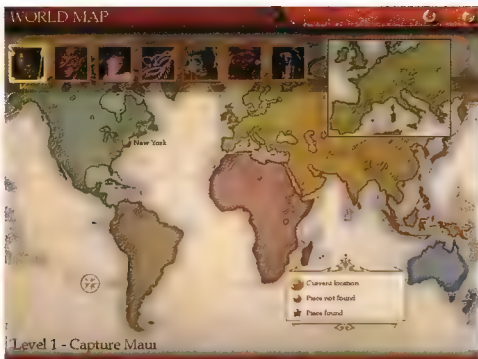 WORLD MAP
New York
Current location
Piece not found
Piece found
Level 1 - Capture Maui